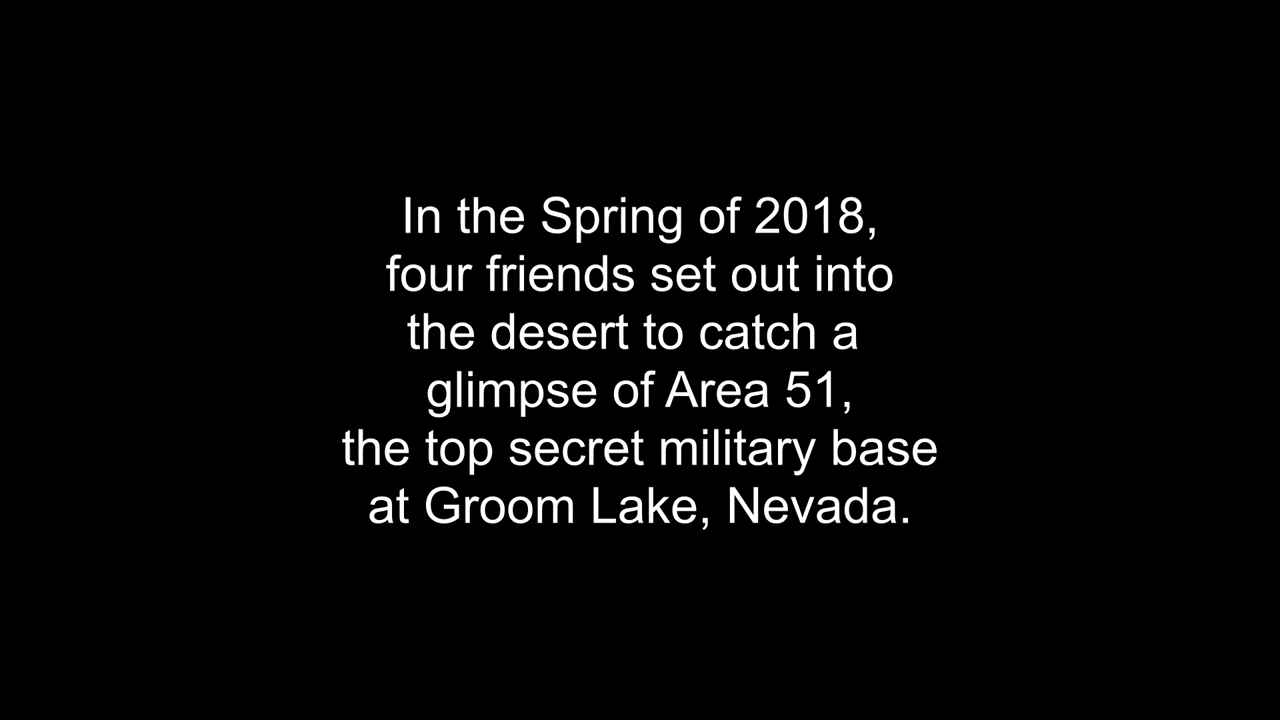 In the Spring of 2018,
four friends set out into
the desert to catch a
glimpse of Area 51,
the top secret military base
at Groom Lake, Nevada.